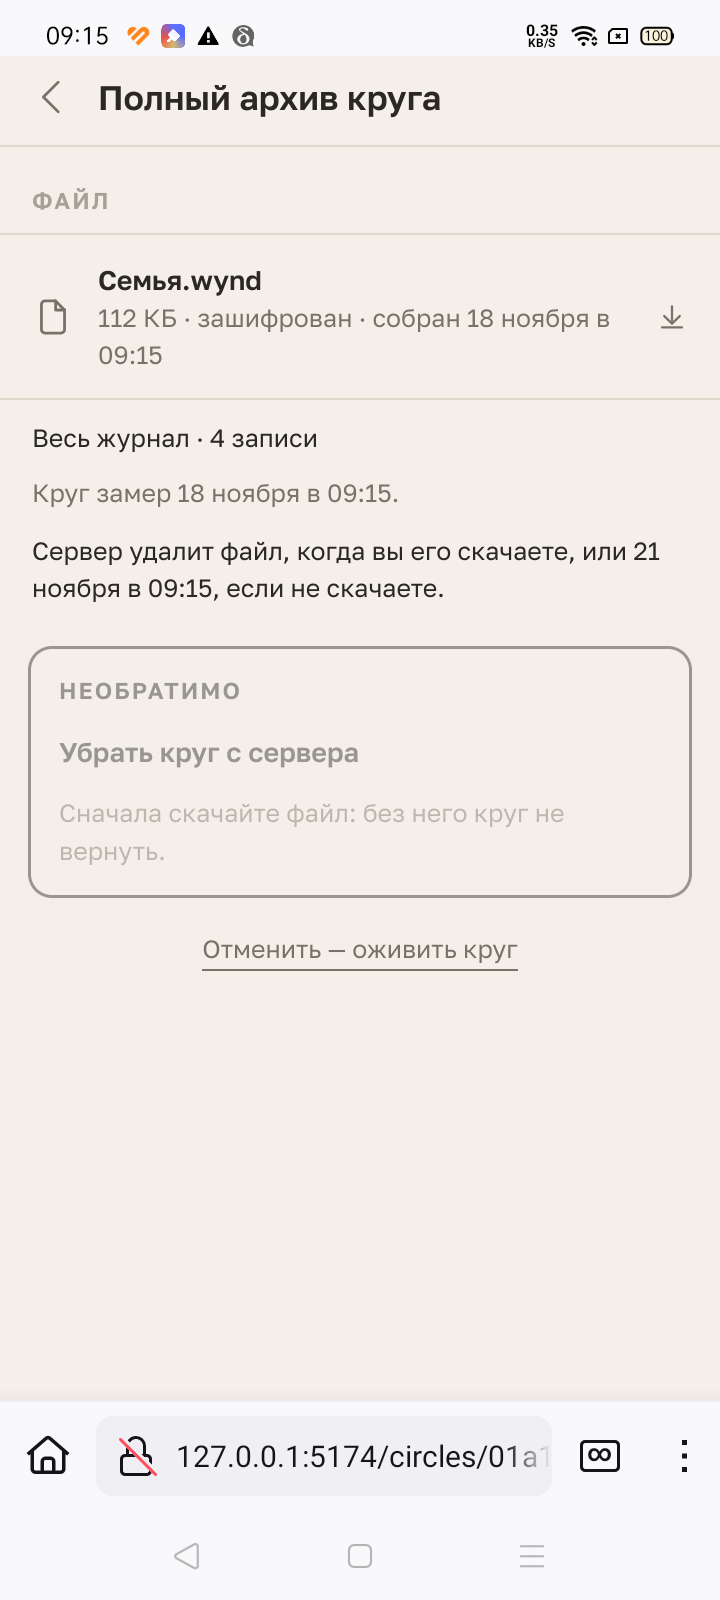 09:15
0.35
KB/S
100
Полный архив круга
ФАЙЛ
Семья.wynd
112 КБ · зашифрован · собран 18 ноября в
09:15
Весь журнал · 4 записи
Круг замер 18 ноября в 09:15.
Сервер удалит файл, когда вы его скачаете, или 21
ноября в 09:15, если не скачаете.
НЕОБРАТИМО
Убрать круг с сервера
Сначала скачайте файл: без него круг не
вернуть.
Отменить — оживить круг
127.0.0.1:5174/circles/01a1